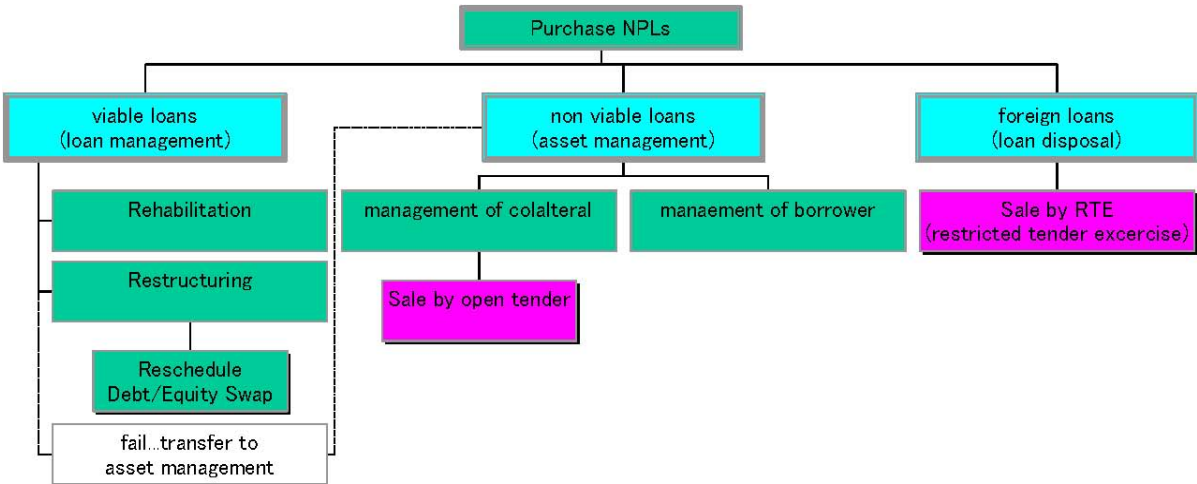 Purchase NPLs
viable loans
(loan management)
non viable loans
(asset management)
foreign loans
(loan disposal)
Rehabilitation
management of colalteral
manaement of borrower
Sale by RTE
(restricted tender excercise)
Restructuring
Sale by open tender
Reschedule
Debt/Equity Swap
fail...transfer to
asset management